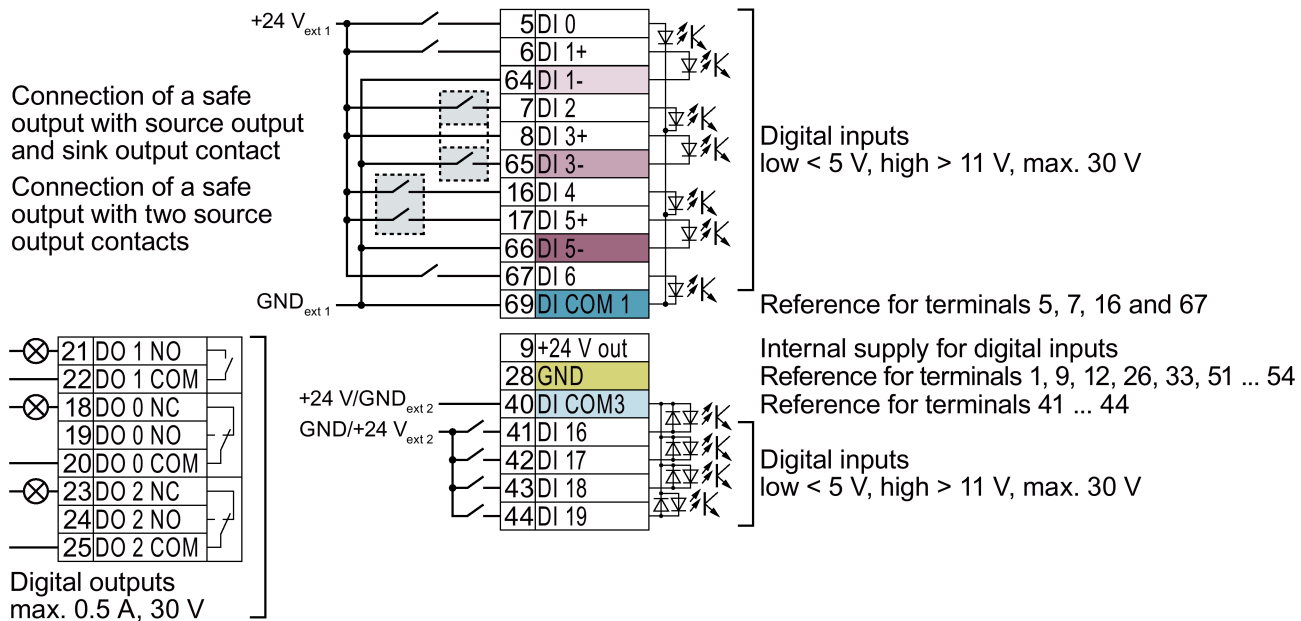 +24 V ext 1
5 DI 0
6 DI 1+
64 DI 1-
7 DI 2
8 DI 3+
65 DI 3-
16 DI 4
17 DI 5+
66 DI 5-
67 DI 6
GND ext 1
69 DI COM 1
Connection of a safe
output with source output
and sink output contact
Connection of a safe
output with two source
output contacts
Digital inputs
low < 5 V, high > 11 V, max. 30 V
Reference for terminals 5, 7, 16 and 67
21 DO 1 NO
22 DO 1 COM
18 DO 0 NC
19 DO 0 NO
20 DO 0 COM
23 DO 2 NC
24 DO 2 NO
25 DO 2 COM
Digital outputs
max. 0.5 A, 30 V
9 +24 V out
28 GND
+24 V/GND ext 2
40 DI COM3
GND/+24 V ext 2
41 DI 16
42 DI 17
43 DI 18
44 DI 19
Internal supply for digital inputs
Reference for terminals 1, 9, 12, 26, 33, 51 ... 54
Reference for terminals 41 ... 44
Digital inputs
low < 5 V, high > 11 V, max. 30 V